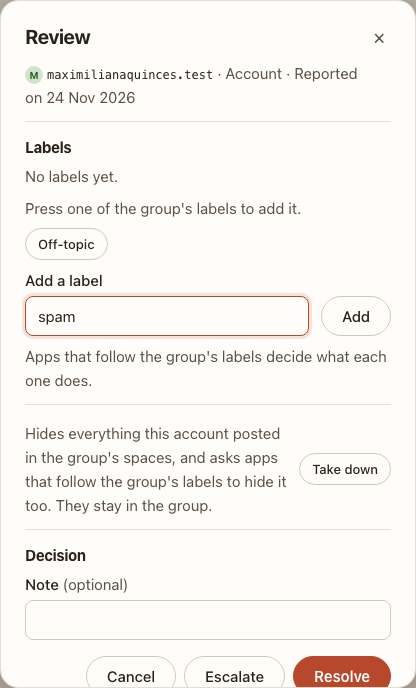 Review
×
M maximilianaquinces.test · Account · Reported
on 24 Nov 2026
Labels
No labels yet.
Press one of the group's labels to add it.
Off-topic
Add a label
spam
Add
Apps that follow the group's labels decide what each
one does.
Hides everything this account posted
in the group's spaces, and asks apps
that follow the group's labels to hide it
too. They stay in the group.
Take down
Decision
Note (optional)
Cancel
Escalate
Resolve